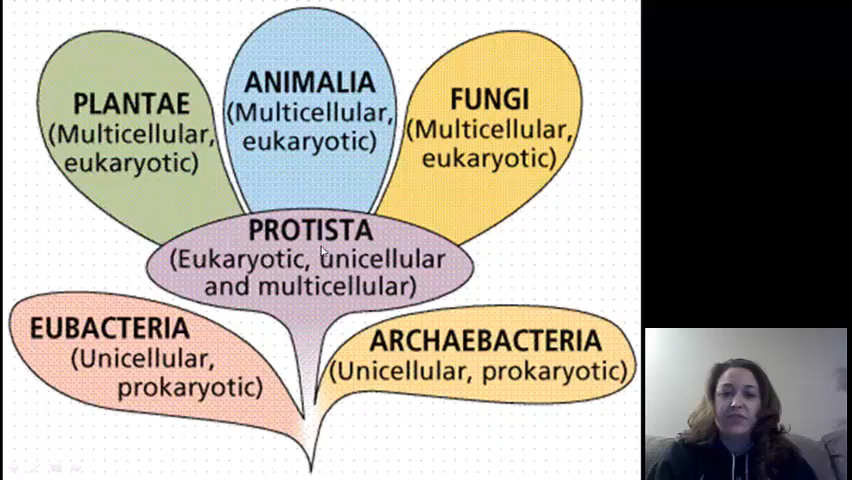 PLANTAE
(Multicellular,
eukaryotic)
ANIMALIA
(Multicellular,
eukaryotic)
FUNGI
(Multicellular,
eukaryotic)
PROTISTA
(Eukaryotic, unicellular
and multicellular)
EUBACTERIA
(Unicellular,
prokaryotic)
ARCHAEBACTERIA
(Unicellular, prokaryotic)